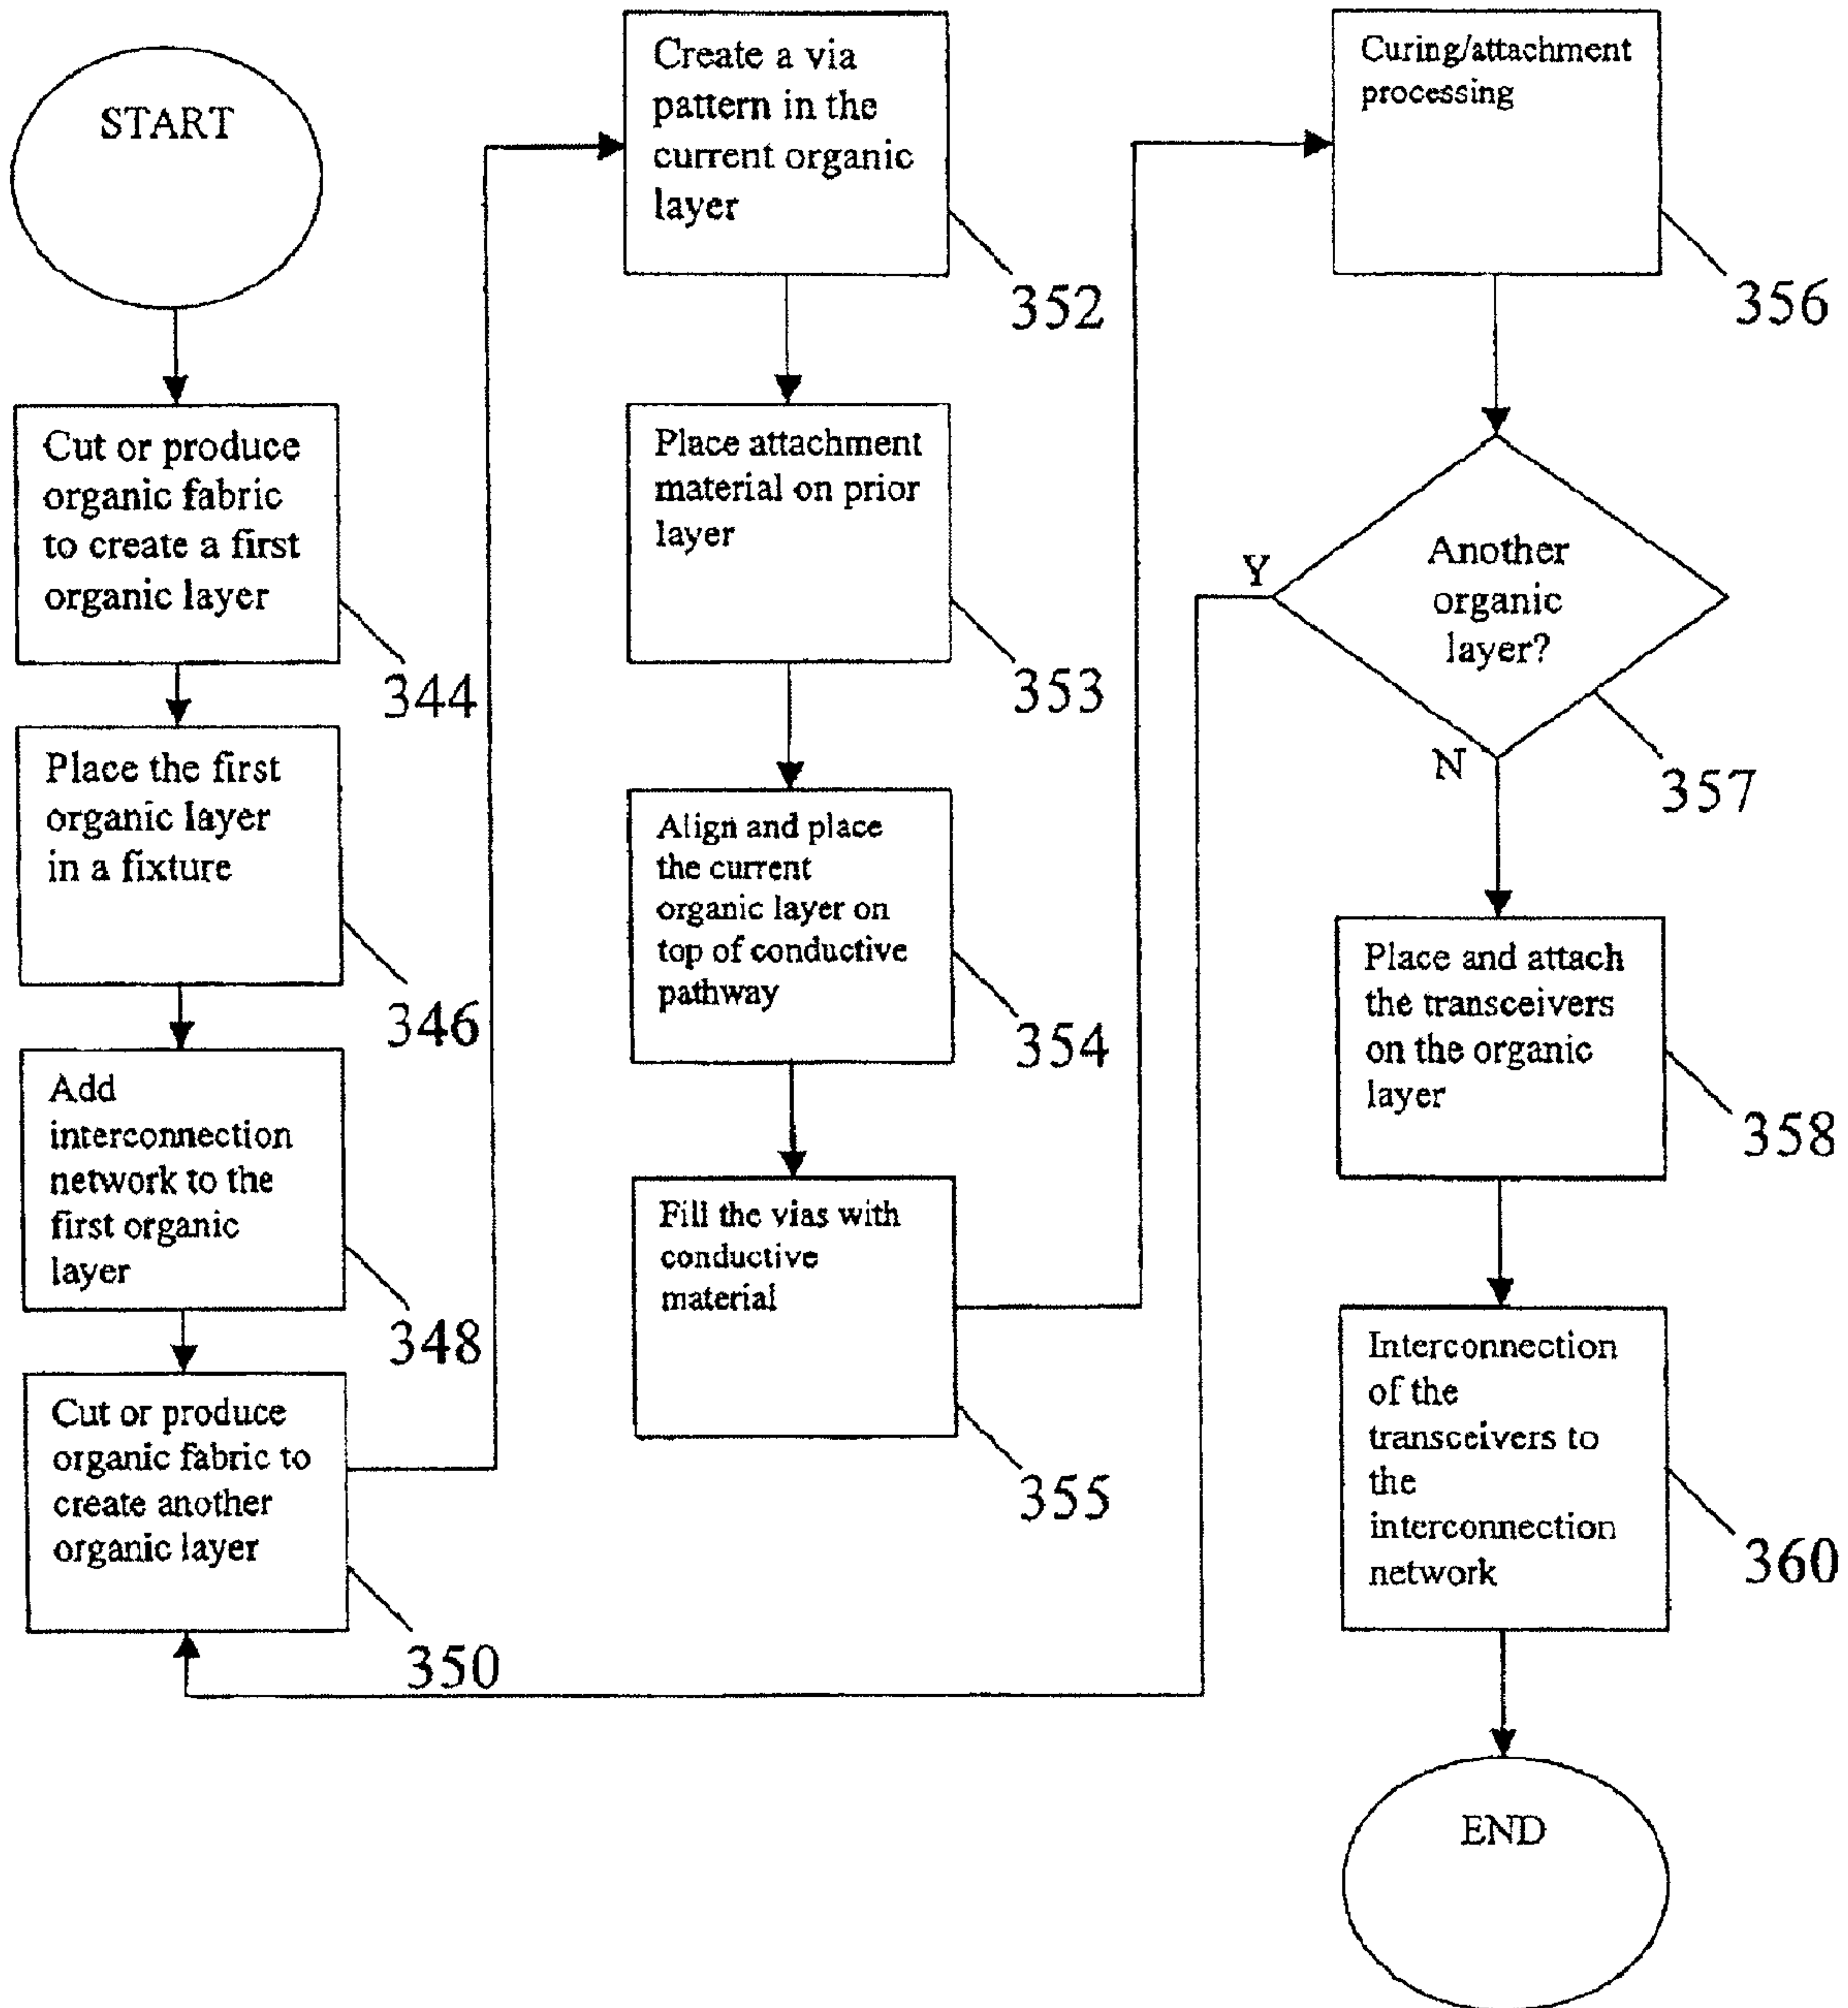 START
Cut or produce
organic fabric
to create a first
organic layer
344
Place the first
organic layer
in a fixture
346
Add
interconnection
network to the
first organic
layer
348
Cut or produce
organic fabric to
create another
organic layer
350
Create a via
pattern in the
current organic
layer
352
Place attachment
material on prior
layer
353
Align and place
the current
organic layer on
top of conductive
pathway
354
Fill the vias with
conductive
material
355
Curing/attachment
processing
356
Another
organic
layer?
Y
N
357
Place and attach
the transceivers
on the organic
layer
358
Interconnection
of the
transceivers to
the
interconnection
network
360
END